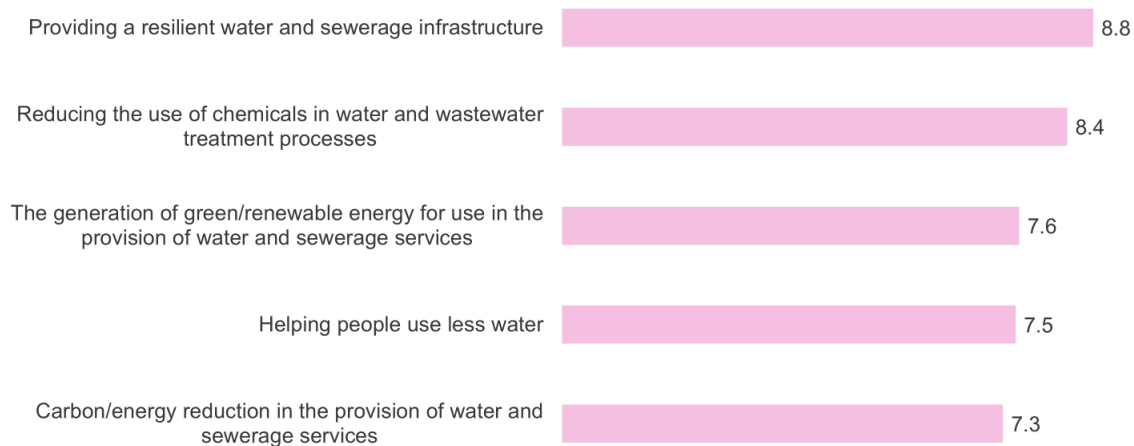 Providing a resilient water and sewerage infrastructure
8.8
Reducing the use of chemicals in water and wastewater
treatment processes
8.4
The generation of green/renewable energy for use in the
provision of water and sewerage services
7.6
Helping people use less water
7.5
Carbon/energy reduction in the provision of water and
sewerage services
7.3